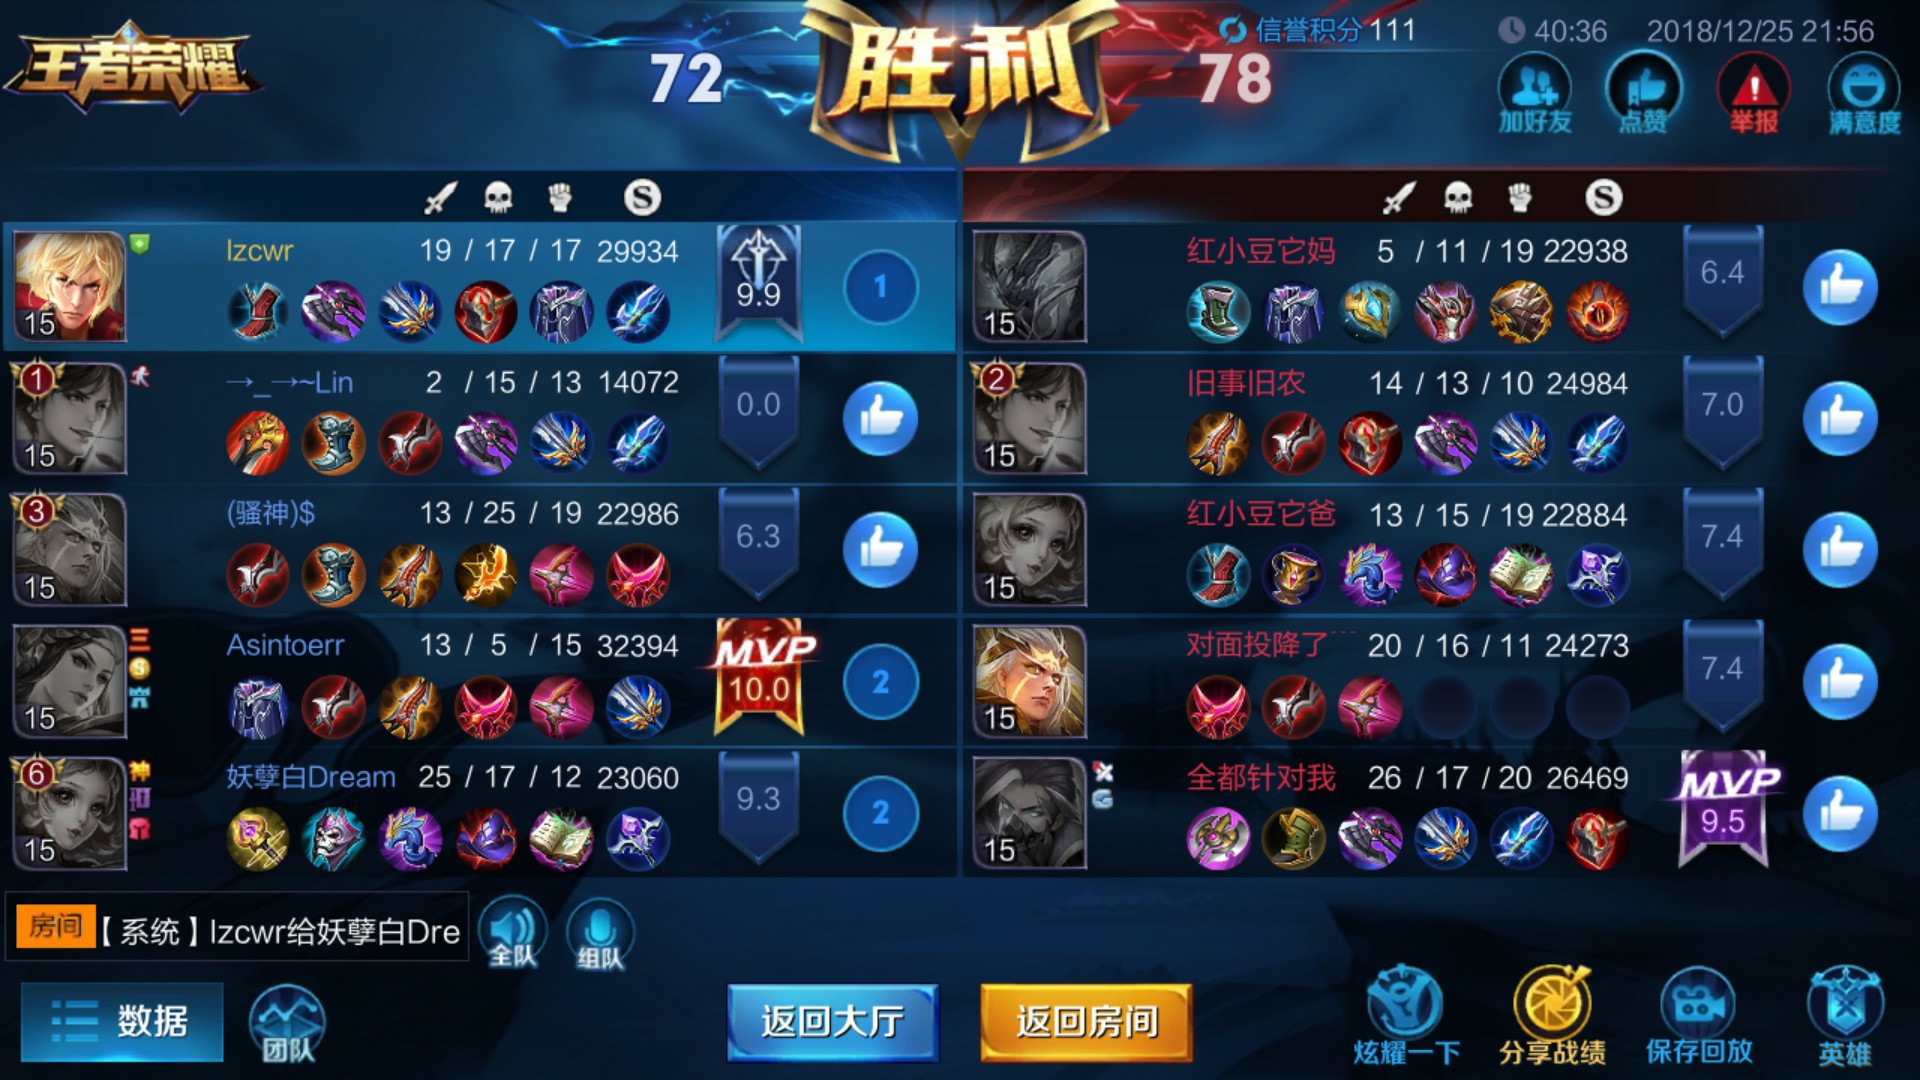 王者荣耀
72
胜利
78
信誉积分 111
40:36
2018/12/25 21:56
加好友
点赞
举报
满意度
S
S
15
lzcwr
19 / 17 / 17 29934
9.9
1
15
红小豆它妈
5 / 11 / 19 22938
6.4
1
15
→_→~Lin
2 / 15 / 13 14072
0.0
2
15
旧事旧农
14 / 13 / 10 24984
7.0
3
15
(骚神)$
13 / 25 / 19 22986
6.3
15
红小豆它爸
13 / 15 / 19 22884
7.4
15
三
S
Asintoerr
13 / 5 / 15 32394
MVP
10.0
2
15
对面投降了
20 / 16 / 11 24273
7.4
6
15
神
妖孽白Dream
25 / 17 / 12 23060
9.3
2
15
全都针对我
26 / 17 / 20 26469
MVP
9.5
房间
【系统】lzcwr给妖孽白Dre
全队
组队
数据
团队
返回大厅
返回房间
炫耀一下
分享战绩
保存回放
英雄